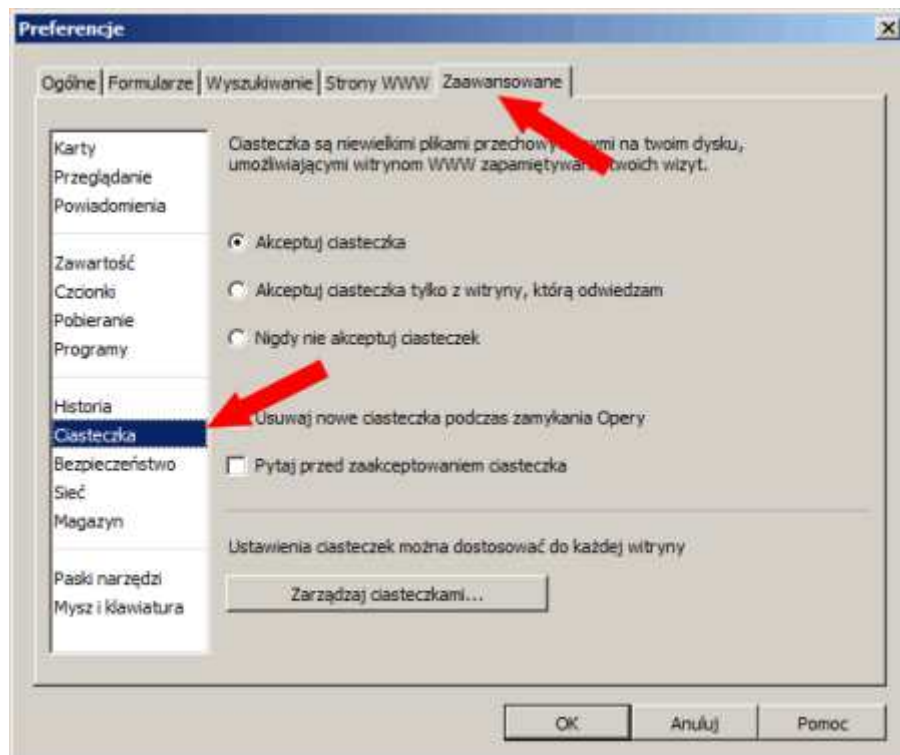 Preferencje
Ogólne Formularze Wyszukiwanie Strony WWW Zaawansowane
Karty
Przeglądanie
Powiadomienia
Zawartość
Czcionki
Pobieranie
Programy
Historia
Ciasteczka
Bezpieczeństwo
Sieć
Magazyn
Paski narzędzi
Mysz i klawiatura
Ciasteczka są niewielkimi plikami na twoim dysku,
umożliwiającymi witrynom WWW twoich wizyt.
Akceptuj ciasteczka
Akceptuj ciasteczka tylko z witryny, którą odwiedzam
Nigdy nie akceptuj ciasteczek
Usuwaj nowe ciasteczka podczas zamykania Opery
Pytaj przed zaakceptowaniem ciasteczka
Ustawienia ciasteczek można dostosować do każdej witryny
Zarządzaj ciasteczkami...
OK Anuluj Pomoc